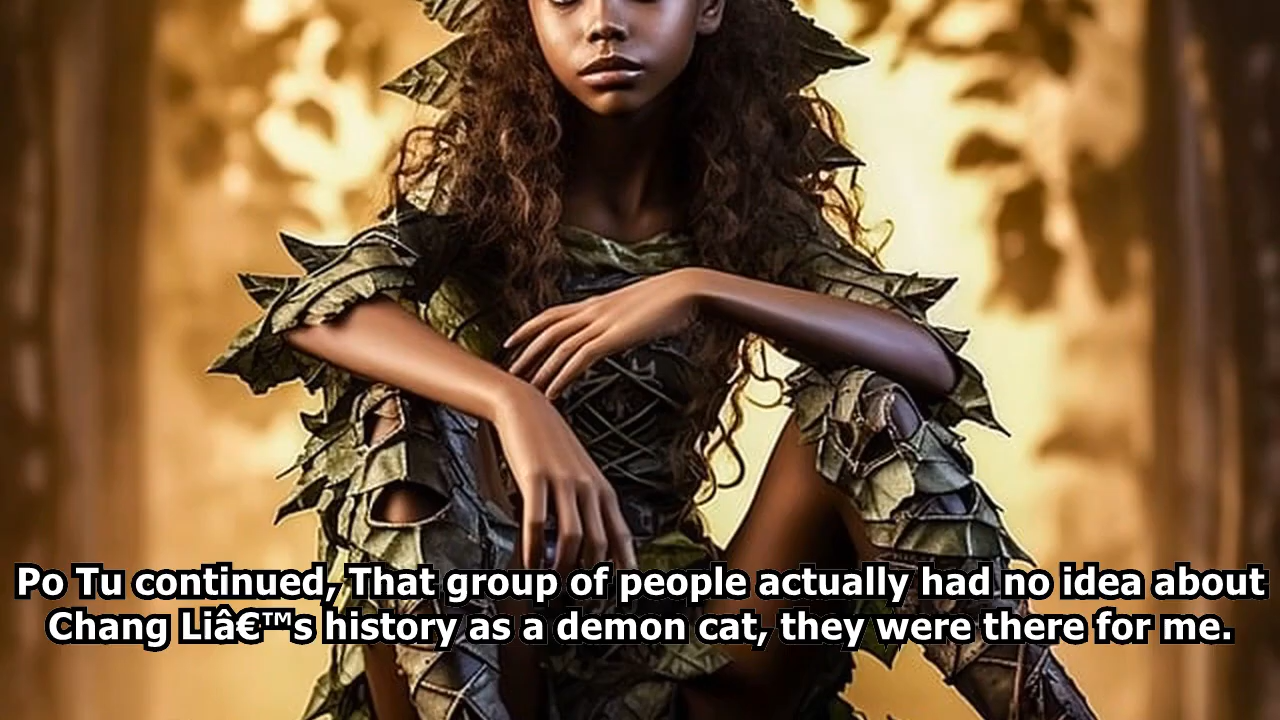 Po Tu continued, That group of people actually had no idea about
Chang Liâ€™s history as a demon cat, they were there for me.